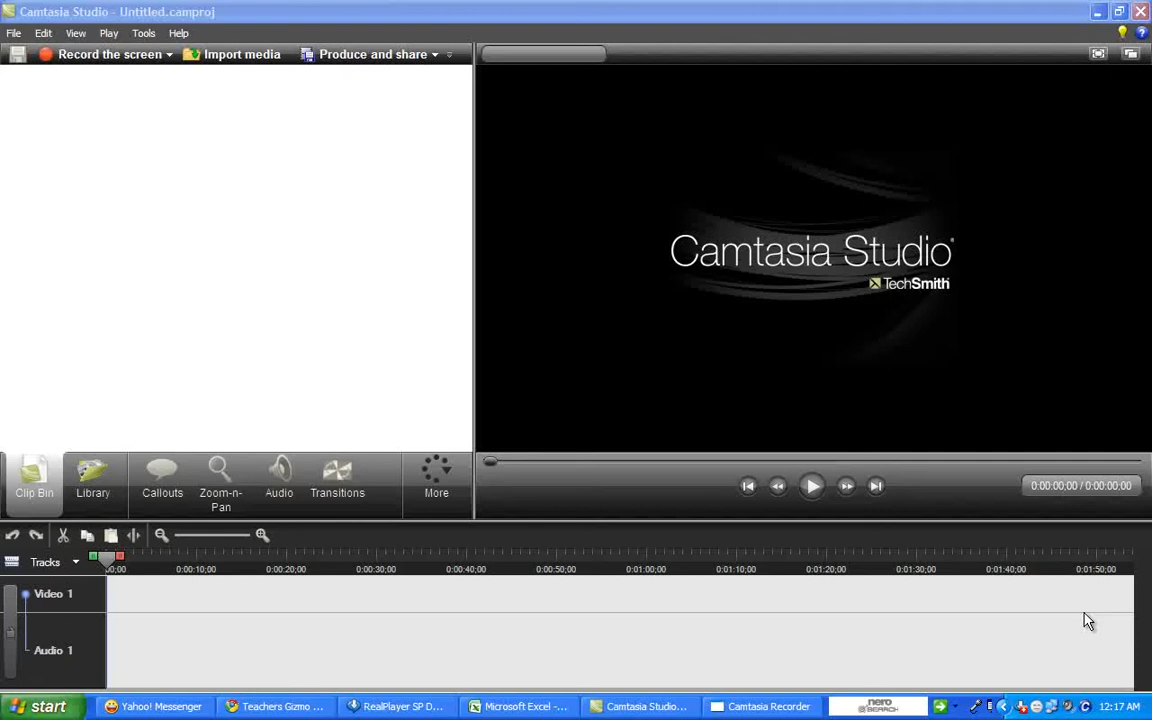 Camtasia Studio - Untitled.camproj
File Edit View Play Tools Help
Record the screen Import media Produce and share
Camtasia Studio
TechSmith
Clip Bin Library Callouts Zoom-n-Pan Audio Transitions More
0:00:00;00 / 0:00:00;00
Tracks
00;00 0:00:10;00 0:00:20;00 0:00:30;00 0:00:40;00 0:00:50;00 0:01:00;00 0:01:10;00 0:01:20;00 0:01:30;00 0:01:40;00 0:01:50;00
Video 1
Audio 1
start Yahoo! Messenger Teachers Gizmo ... RealPlayer SP D... Microsoft Excel -... Camtasia Studio... Camtasia Recorder nero SEARCH 12:17 AM